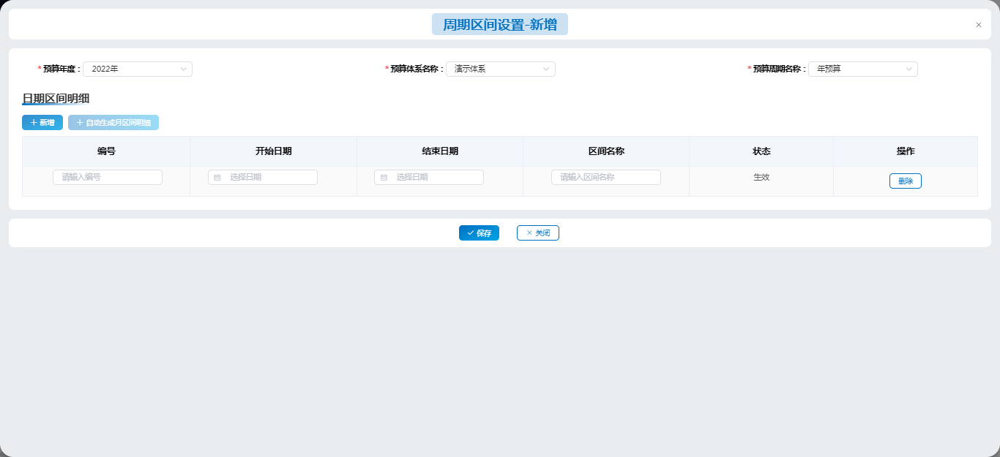 周期区间设置-新增
* 预算年度： 2022年 * 预算体系名称： 演示体系 * 预算周期名称： 年预算
日期区间明细
新增 自动生成月区间明细
编号 开始日期 结束日期 区间名称 状态 操作
请输入编号 选择日期 选择日期 请输入区间名称 生效 删除
保存 关闭